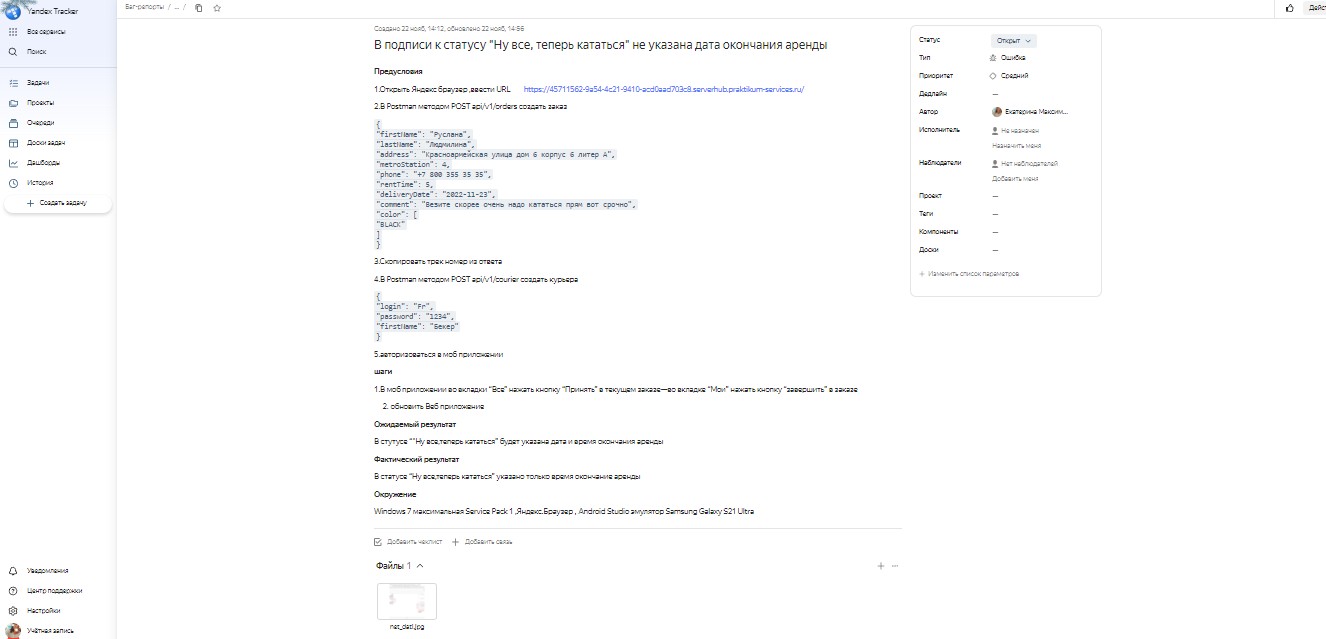 Yandex Tracker
Все сервисы
Поиск
Задачи
Проекты
Очереди
Доски задач
Дашборды
История
Создать задачу
Уведомления
Центр поддержки
Настройки
Учётная запись
Баг-репорты / ... /
Дейс
Создано 22 нояб, 14:12, обновлено 22 нояб, 14:56
В подписи к статусу "Ну все, теперь кататься" не указана дата окончания аренды
Предусловия
1.Открыть Яндекс браузер ,ввести URL https://45711562-9a54-4c21-9410-acd0aad703c8.serverhub.praktikum-services.ru/
2.В Postman методом POST api/v1/orders создать заказ
{
"firstName": "Руслана",
"lastName": "Людмилина",
"address": "Красноармейская улица дом 6 корпус 6 литер А",
"metroStation": 4,
"phone": "+7 800 355 35 35",
"rentTime": 5,
"deliveryDate": "2022-11-23",
"comment": "Везите скорее очень надо кататься прям вот срочно",
"color": [
"BLACK"
]
}
3.Скопировать трек номер из ответа
4.В Postman методом POST api/v1/courier создать курьера
{
"login": "Fr",
"password": "1234",
"firstName": "Бекер"
}
5.авторизоваться в моб приложении
шаги
1.В моб приложении во вкладки "Все" нажать кнопку "Принять" в текущем заказе—во вкладке "Мои" нажать кнопку "завершить" в заказе
2. обновить Веб приложение
Ожидаемый результат
В стутусе ""Ну все,теперь кататься" будет указана дата и время окончания аренды
Фактический результат
В статусе "Ну все,теперь кататься" указано только время окончание аренды
Окружение
Windows 7 максимальная Service Pack 1 ,Яндекс.Браузер , Android Studio эмулятор Samsung Galaxy S21 Ultra
Добавить чеклист
Добавить связь
Файлы 1
net_dati.jpg
Статус Открыт
Тип Ошибка
Приоритет Средний
Дедлайн —
Автор Екатерина Максим...
Исполнитель Не назначен
Назначить меня
Наблюдатели Нет наблюдателей
Добавить меня
Проект —
Теги —
Компоненты —
Доски —
+ Изменить список параметров